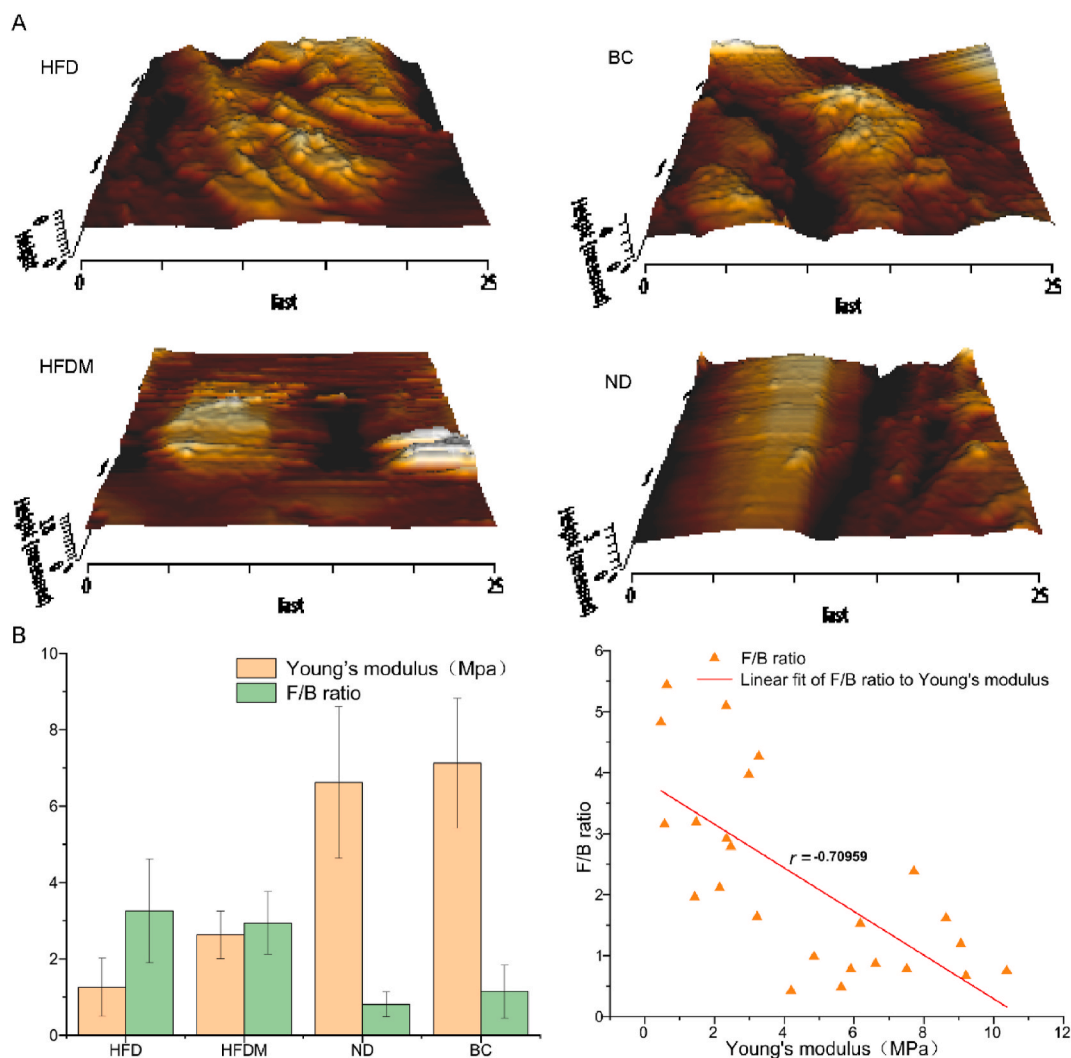 A
HFD
BC
0
25
fast
0
25
fast
HFDM
ND
0
25
fast
0
25
fast
B
10
8
6
4
2
0
Young's modulus（Mpa）
F/B ratio
HFD
HFDM
ND
BC
6
5
4
3
2
1
0
F/B ratio
F/B ratio
Linear fit of F/B ratio to Young's modulus
r = -0.70959
0
2
4
6
8
10
12
Young's modulus（MPa）